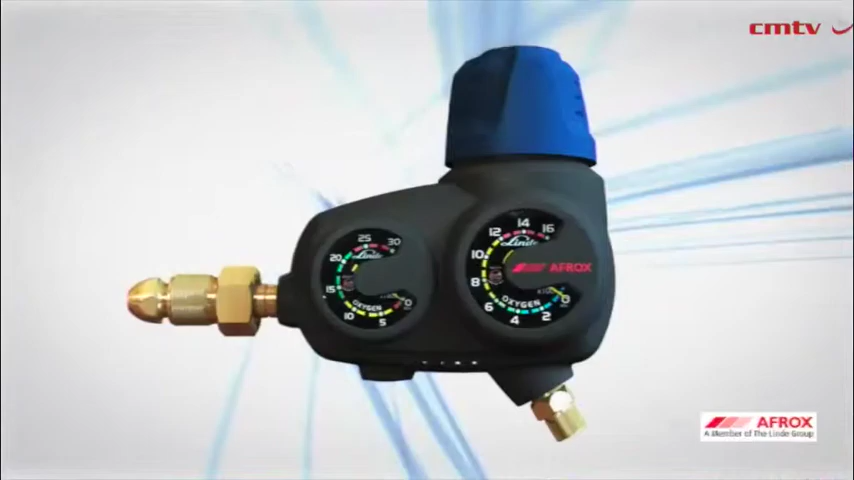 cmtv
25
30
20
Linde
15
OXYGEN
10
5
0
14
12
16
Linde
10
AFROX
8
OXYGEN
6
0
4
2
AFROX
A Member of The Linde Group